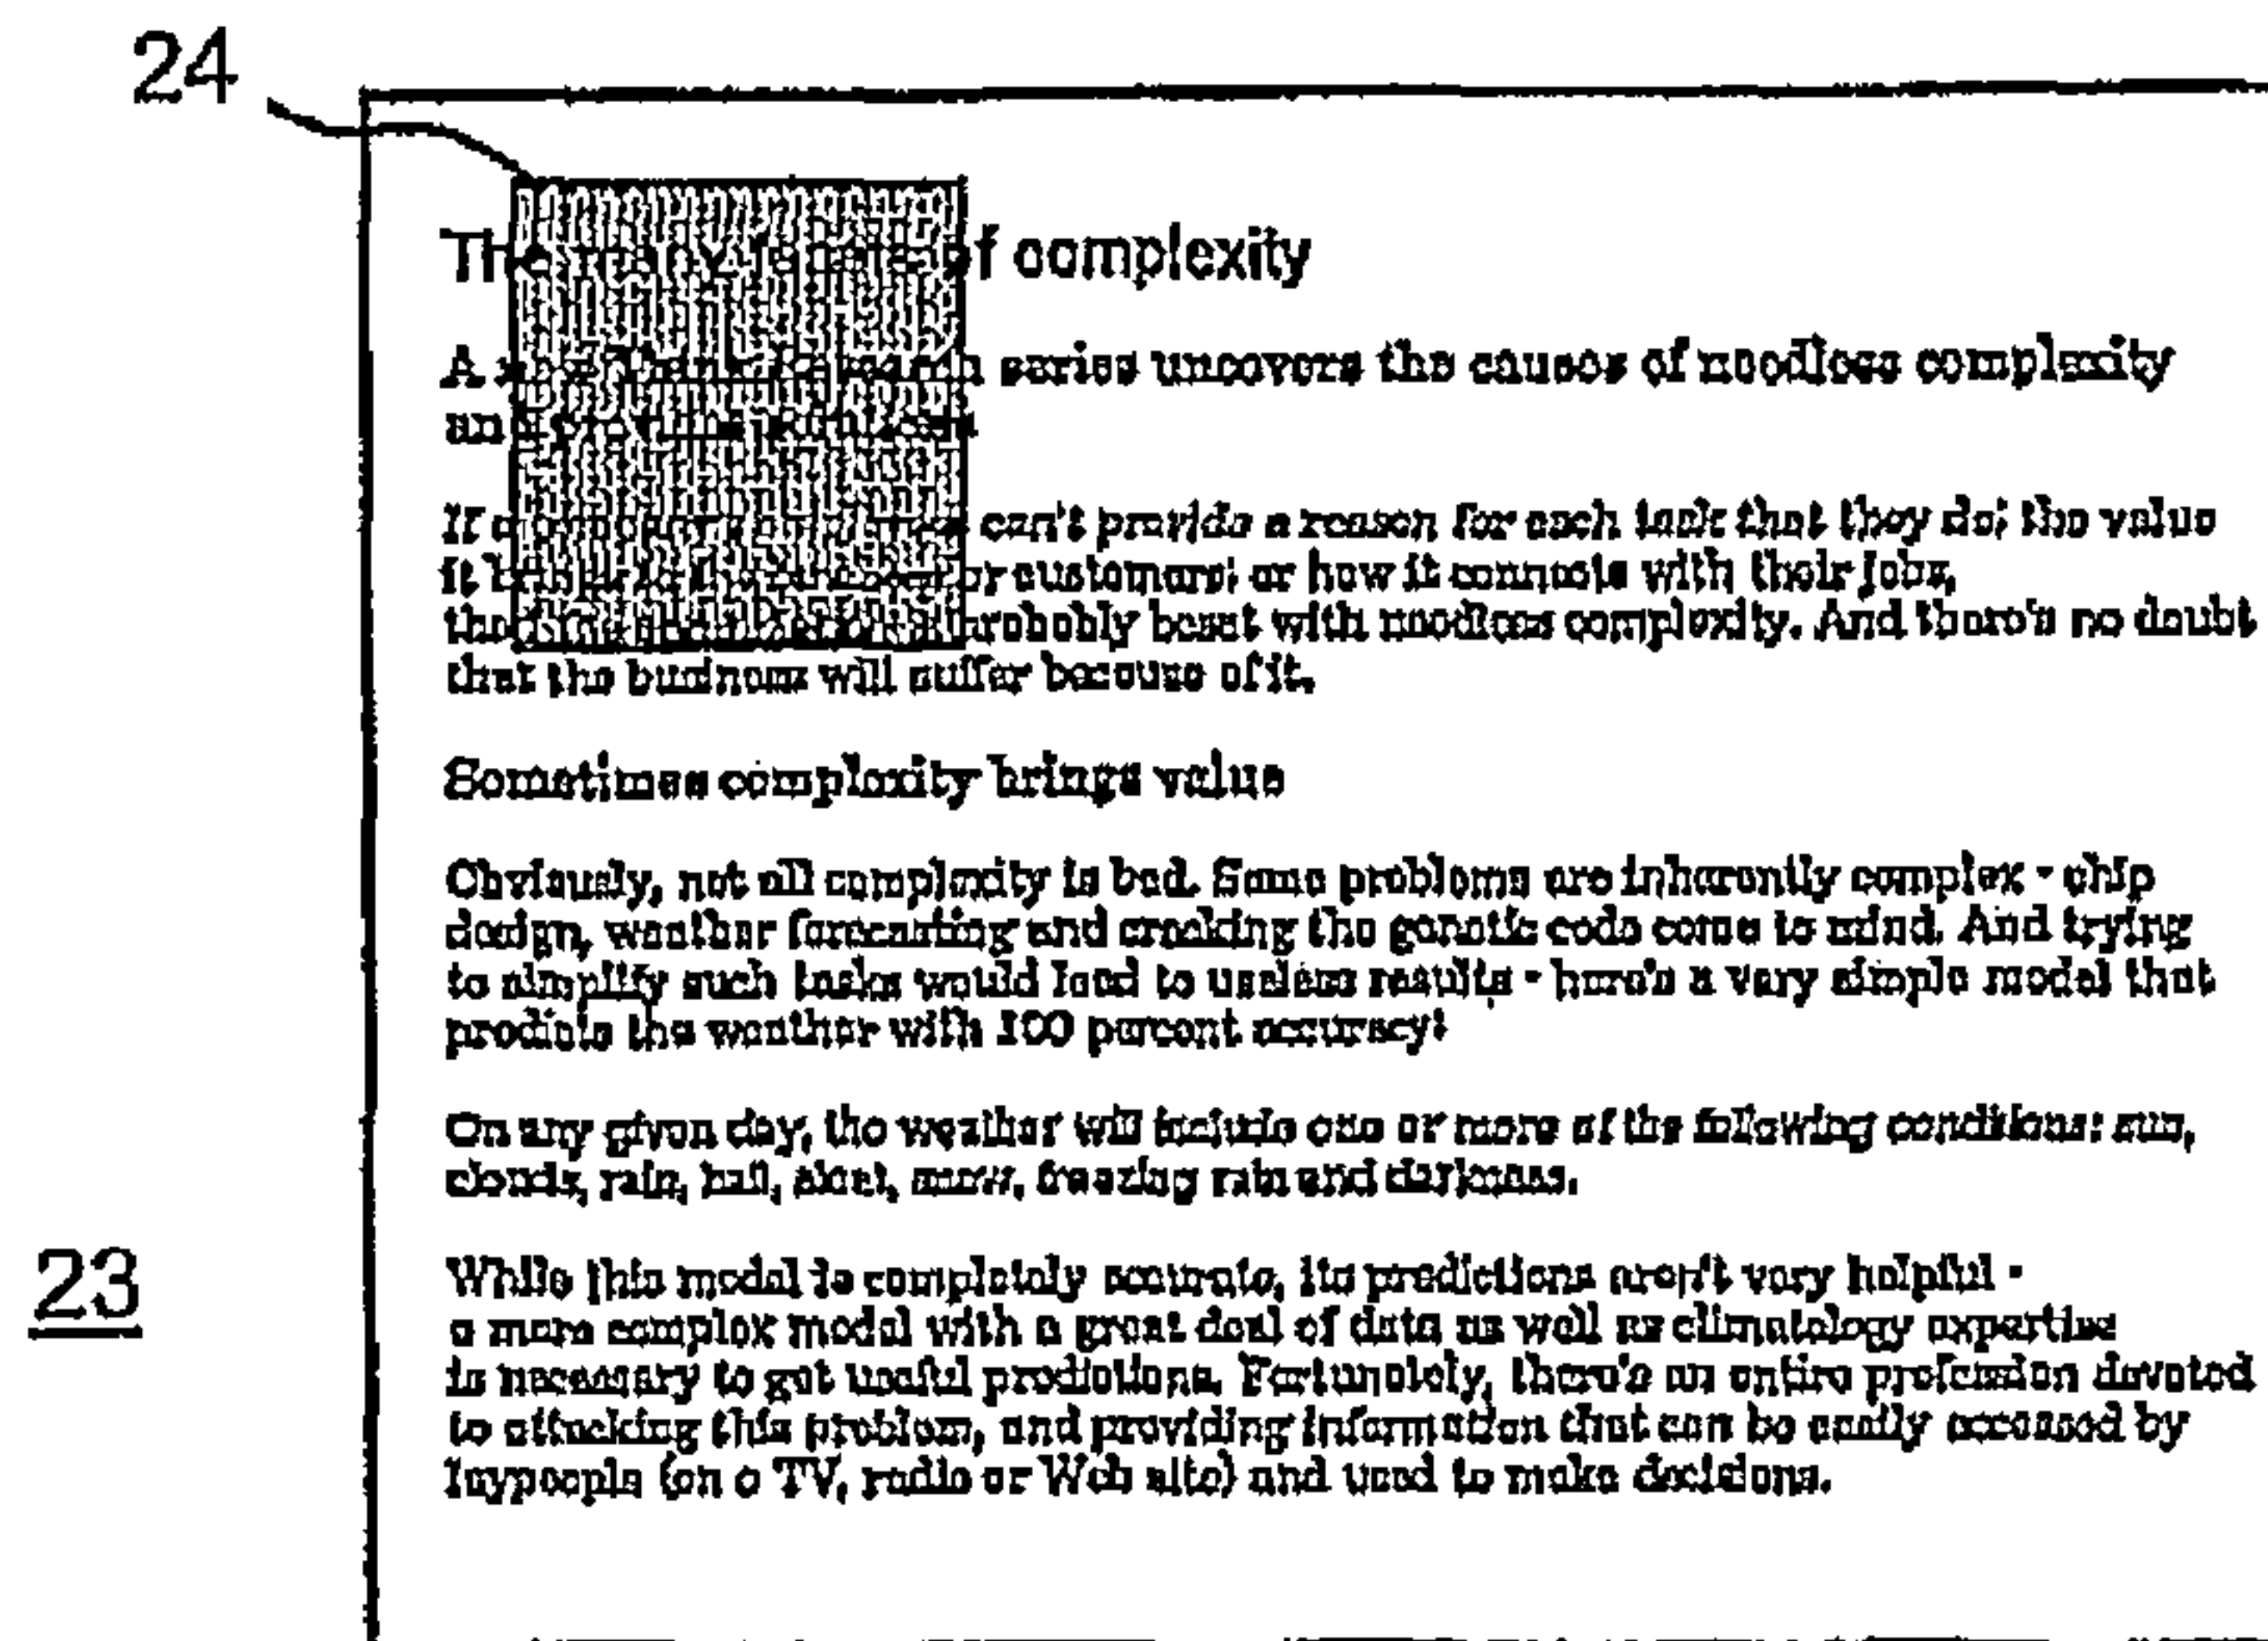 24
The many faces of complexity
A series uncovers the causes of needless complexity
and
If can't provide a reason for each task that they do; the value
it or customers; or how it connects with their jobs,
probably beset with needless complexity. And there's no doubt
that the business will suffer because of it.
Sometimes complexity brings value
Obviously, not all complexity is bad. Some problems are inherently complex - chip
design, weather forecasting and cracking the genetic code come to mind. And trying
to simplify such tasks would lead to useless results - here's a very simple model that
predicts the weather with 100 percent accuracy:
On any given day, the weather will include one or more of the following conditions: sun,
clouds, rain, hail, sleet, snow, freezing rain and darkness.
23
While this model is completely accurate, its predictions aren't very helpful -
a more complex model with a great deal of data as well as climatology expertise
is necessary to get useful predictions. Fortunately, there's an entire profession devoted
to attacking this problem, and providing information that can be easily accessed by
laypeople (on a TV, radio or Web site) and used to make decisions.